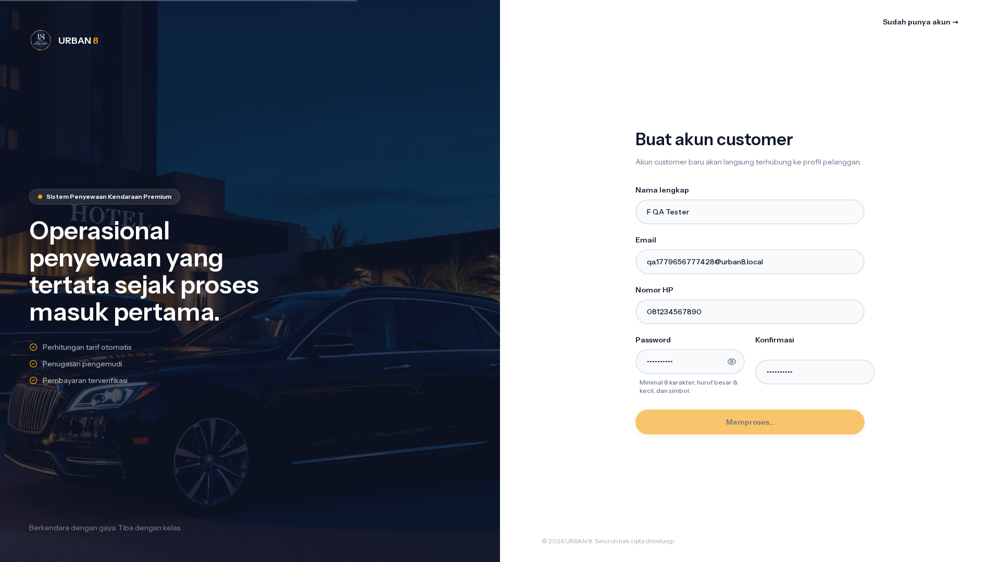 URBAN 8
Sistem Penyewaan Kendaraan Premium
HOTEL
Operasional
penyewaan yang
tertata sejak proses
masuk pertama.
Perhitungan tarif otomatis
Penugasan pengemudi
Pembayaran terverifikasi
Berkendara dengan gaya. Tiba dengan kelas.
Sudah punya akun →
Buat akun customer
Akun customer baru akan langsung terhubung ke profil pelanggan.
Nama lengkap
F QA Tester
Email
qa.1779656777428@urban8.local
Nomor HP
081234567890
Password
Konfirmasi
Minimal 8 karakter, huruf besar &
kecil, dan simbol.
Memproses...
© 2026 URBAN 8. Seluruh hak cipta dilindungi.